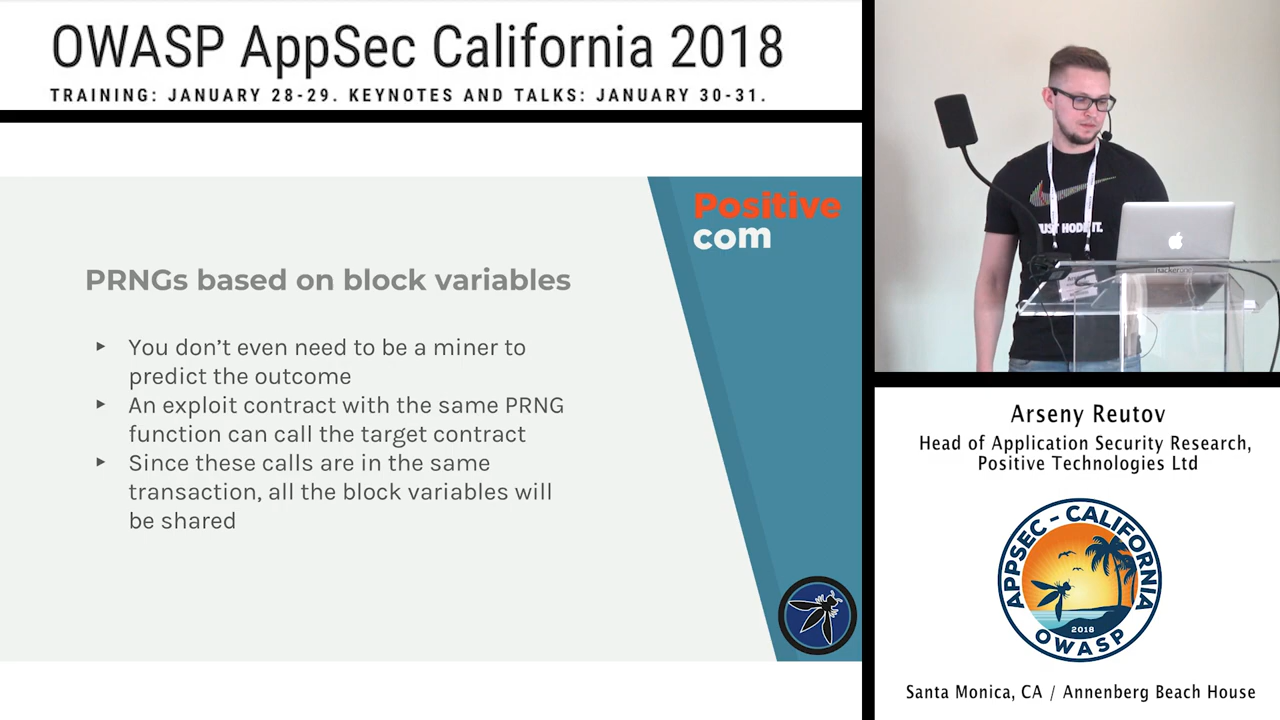 OWASP AppSec California 2018
TRAINING: JANUARY 28-29. KEYNOTES AND TALKS: JANUARY 30-31.
Positive
com
PRNGs based on block variables
‣ You don’t even need to be a miner to
predict the outcome
‣ An exploit contract with the same PRNG
function can call the target contract
‣ Since these calls are in the same
transaction, all the block variables will
be shared
hackerone
Arseny Reutov
Head of Application Security Research,
Positive Technologies Ltd
APPSEC - CALIFORNIA
2018
OWASP
Santa Monica, CA / Annenberg Beach House